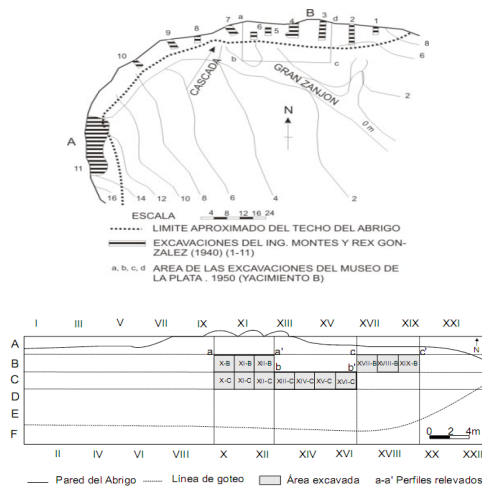 B
7 a
8
9
10
6
5
4
3
d
2
1
8
6
b
c
CASCADA
GRAN ZANJON
2
0 m
N
A
11
16
14
12
10
8
6
4
2
ESCALA
4 8 12 16 24
LIMITE APROXIMADO DEL TECHO DEL ABRIGO
EXCAVACIONES DEL ING. MONTES Y REX GON-
ZALEZ (1940) (1-11)
a, b, c, d AREA DE LAS EXCAVACIONES DEL MUSEO DE
LA PLATA . 1950 (YACIMIENTO B)
I III V VII IX XI XIII XV XVII XIX XXI
A
N
a a' c c'
B X-B XI-B XII-B b b' XVII-B XVIII-B XIX-B
C X-C XI-C XII-C XIII-C XIV-C XV-C XVI-C
D
E
F
0 2 4m
II IV VI VIII X XII XIV XVI XVIII XX XXII
Pared del Abrigo Línea de goteo Área excavada a-a' Perfiles relevados